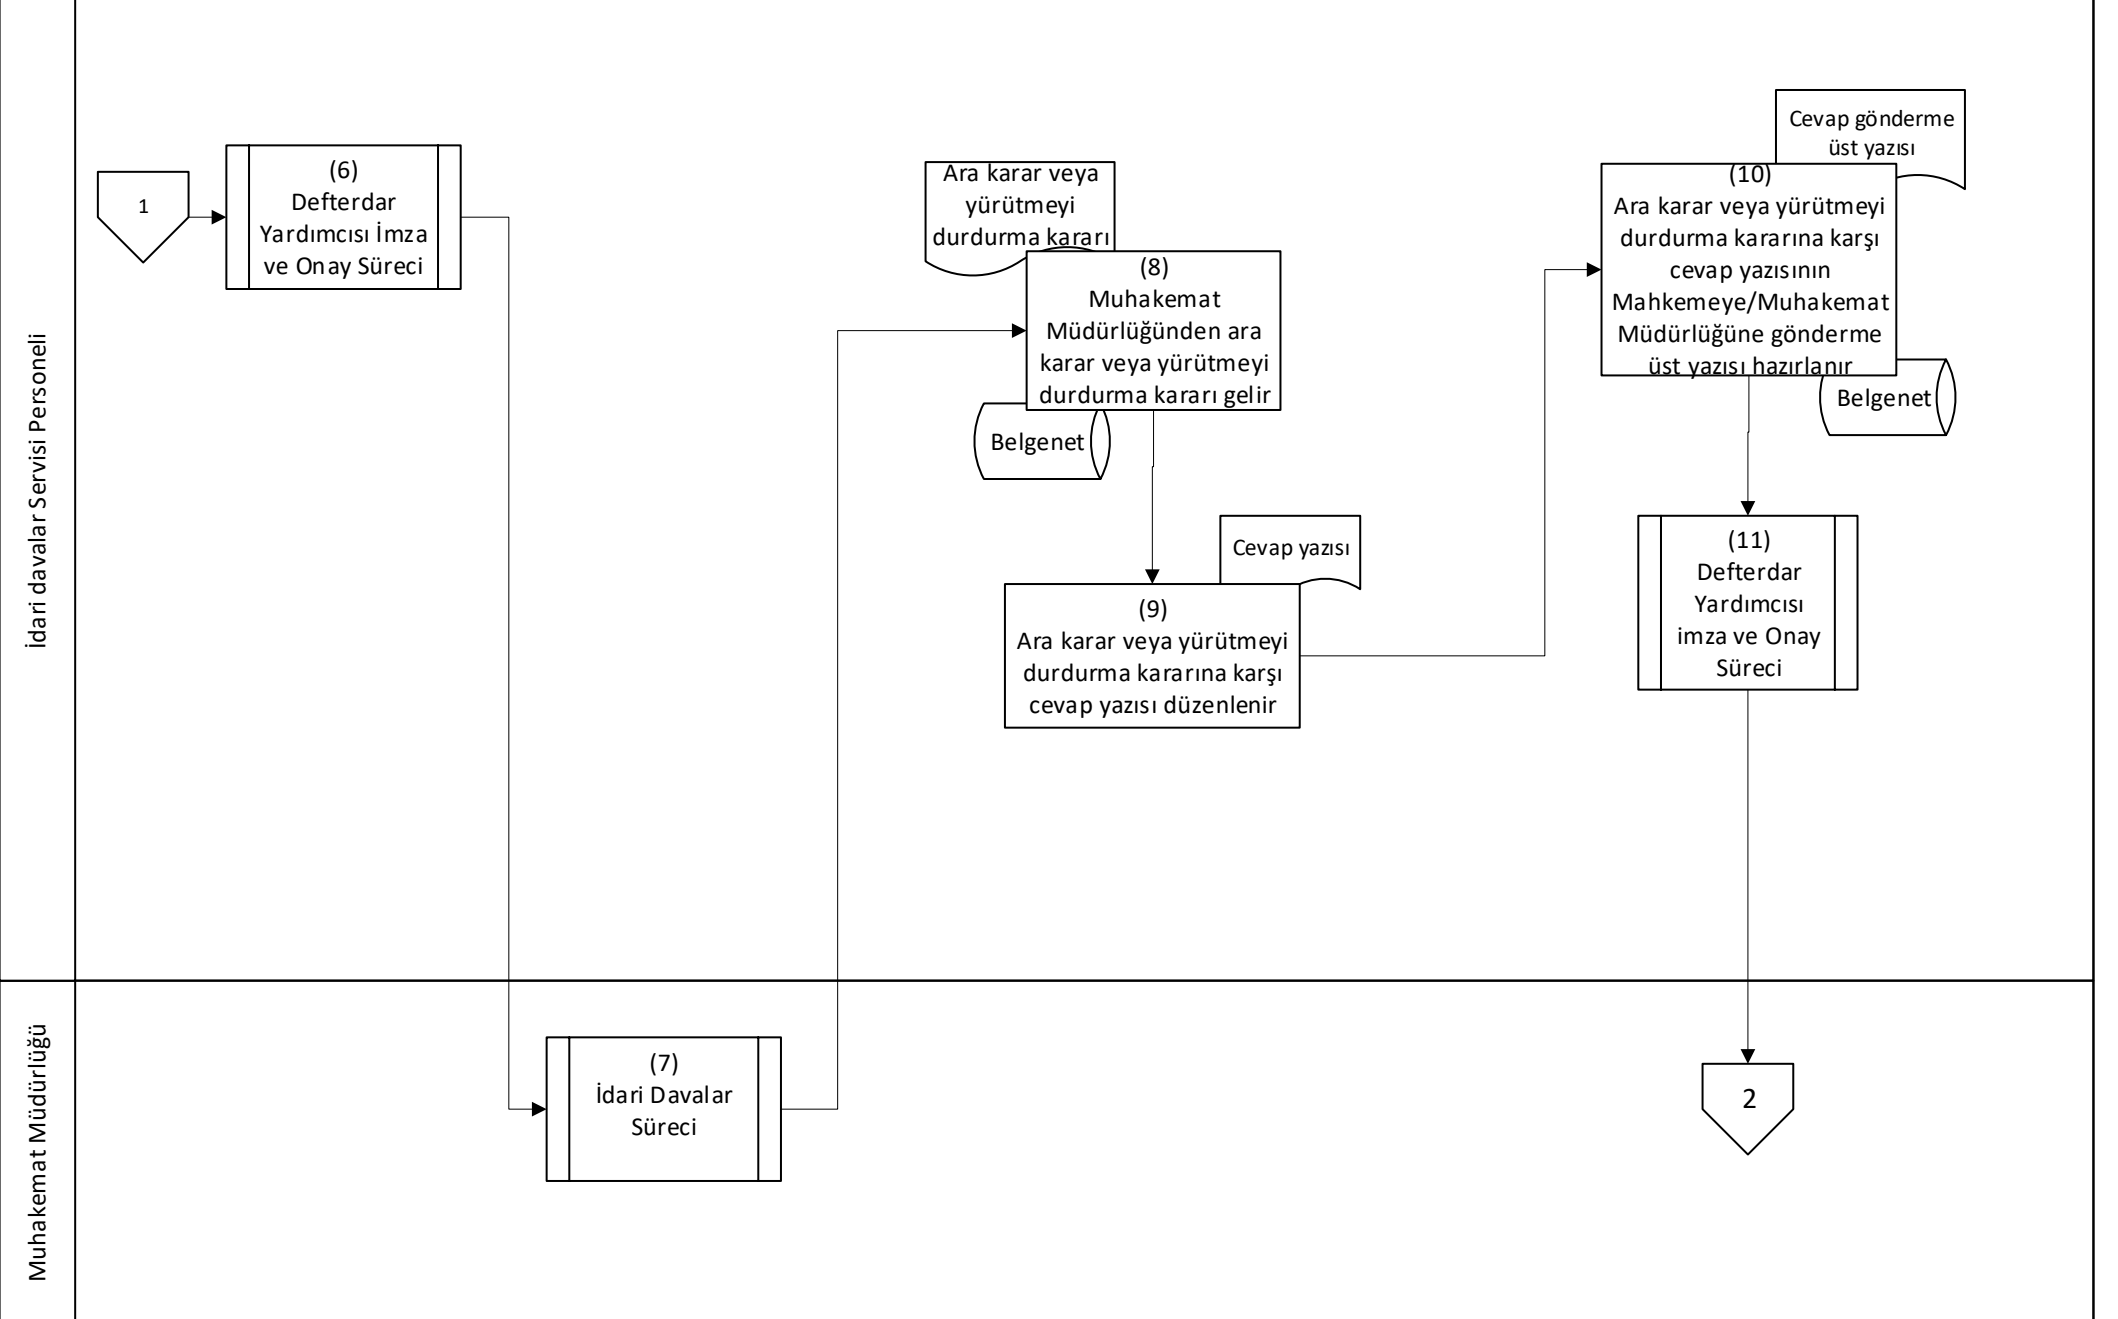 İdari davalar Servisi Personeli
1
(6)
Defterdar
Yardımcısı İmza
ve Onay Süreci
Ara karar veya
yürütmeyi
durdurma kararı
(8)
Muhakemat
Müdürlüğünden ara
karar veya yürütmeyi
durdurma kararı gelir
Belgenet
Cevap yazısı
(9)
Ara karar veya yürütmeyi
durdurma kararına karşı
cevap yazısı düzenlenir
Cevap gönderme
üst yazısı
(10)
Ara karar veya yürütmeyi
durdurma kararına karşı
cevap yazısının
Mahkemeye/Muhakemat
Müdürlüğüne gönderme
üst yazısı hazırlanır
Belgenet
(11)
Defterdar
Yardımcısı
imza ve Onay
Süreci
Muhakemat Müdürlüğü
(7)
İdari Davalar
Süreci
2